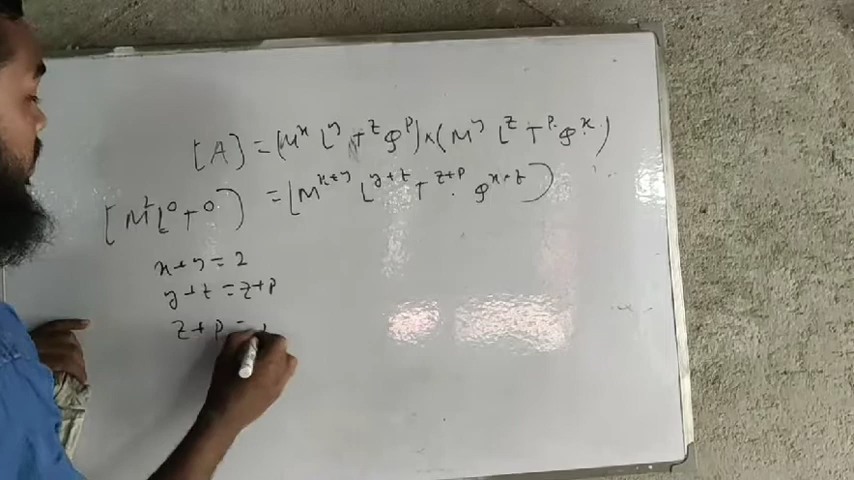 [A] = (M^x L^y T^z φ^p) × (M^y L^z T^p φ^x)
[M^2 L^0 T^0] = [M^{x+y} L^{y+z} T^{z+p} φ^{x+z}]
x+y = 2
y+z = z+p
z+p =